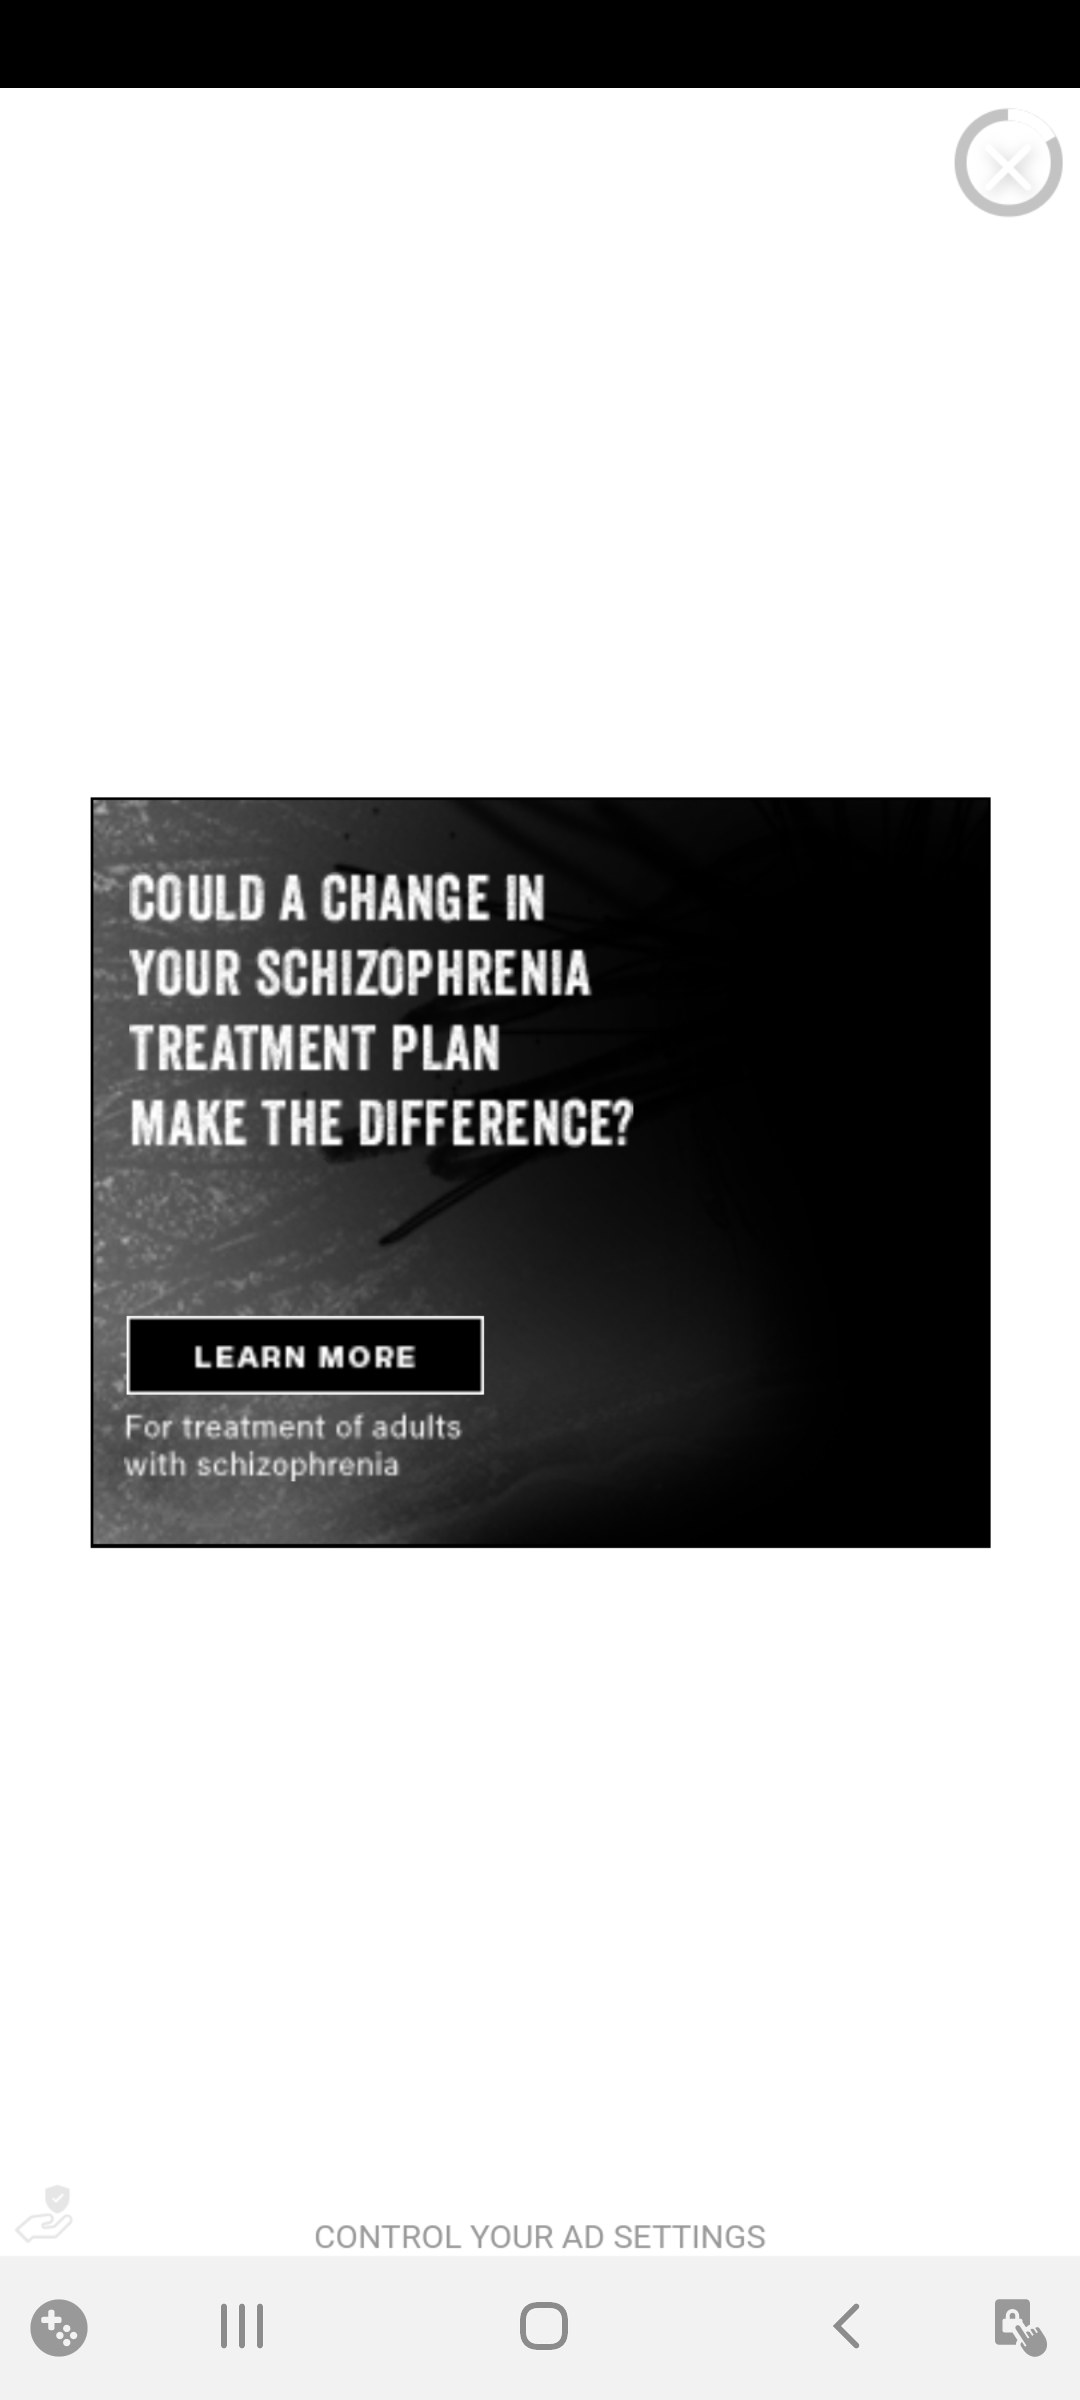 COULD A CHANGE IN
YOUR SCHIZOPHRENIA
TREATMENT PLAN
MAKE THE DIFFERENCE?
LEARN MORE
For treatment of adults
with schizophrenia
CONTROL YOUR AD SETTINGS